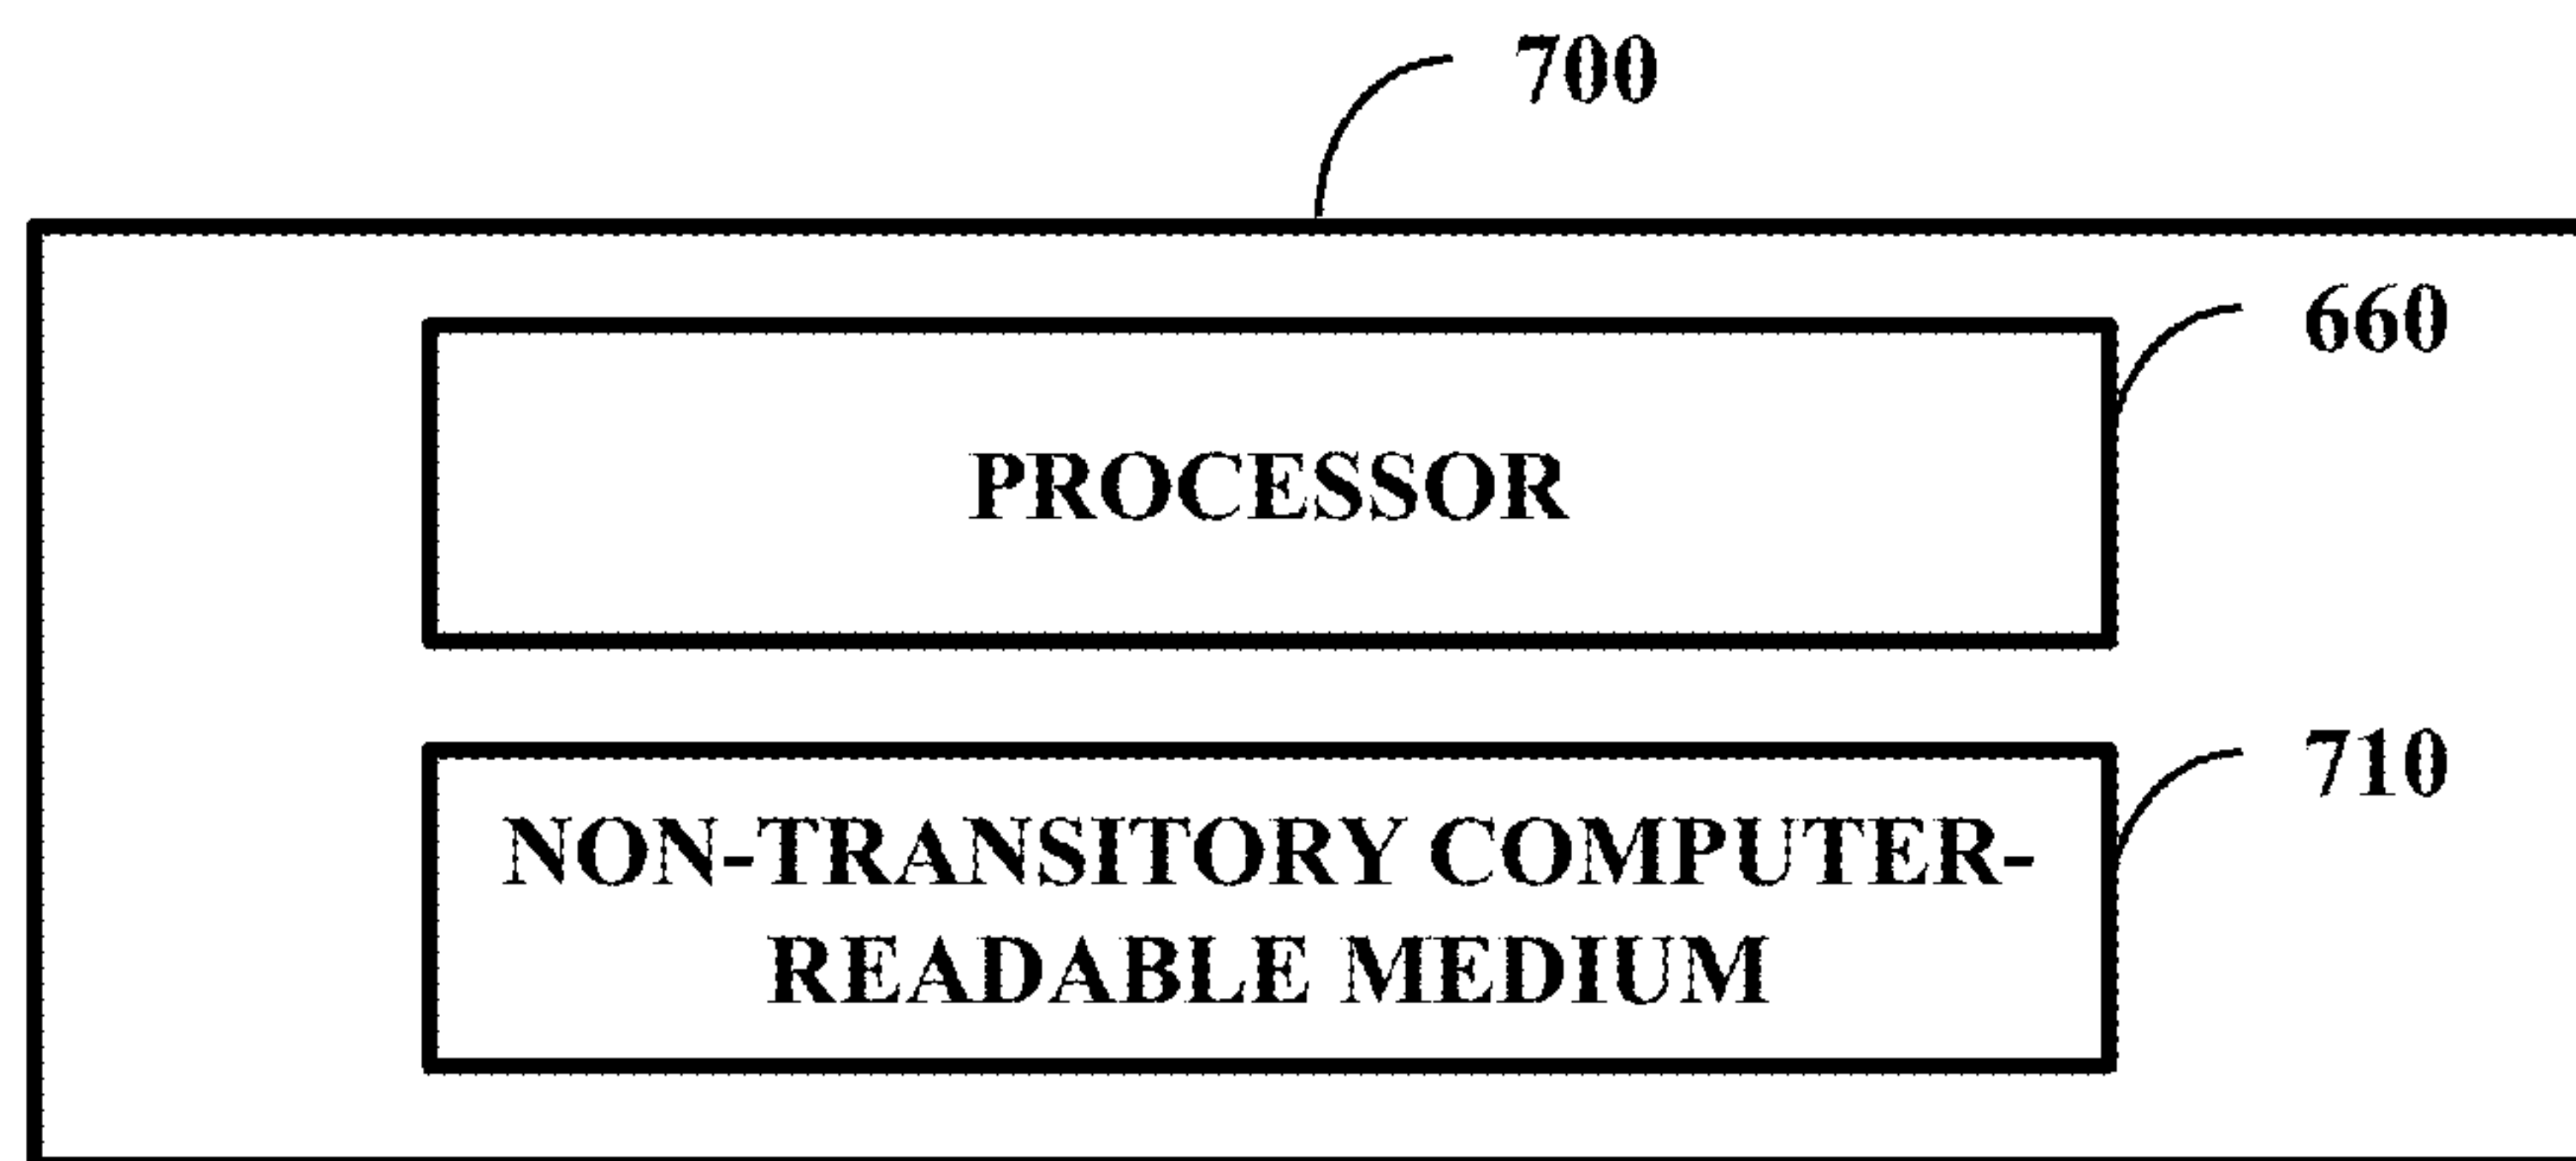 700
660
PROCESSOR
710
NON-TRANSITORY COMPUTER-
READABLE MEDIUM